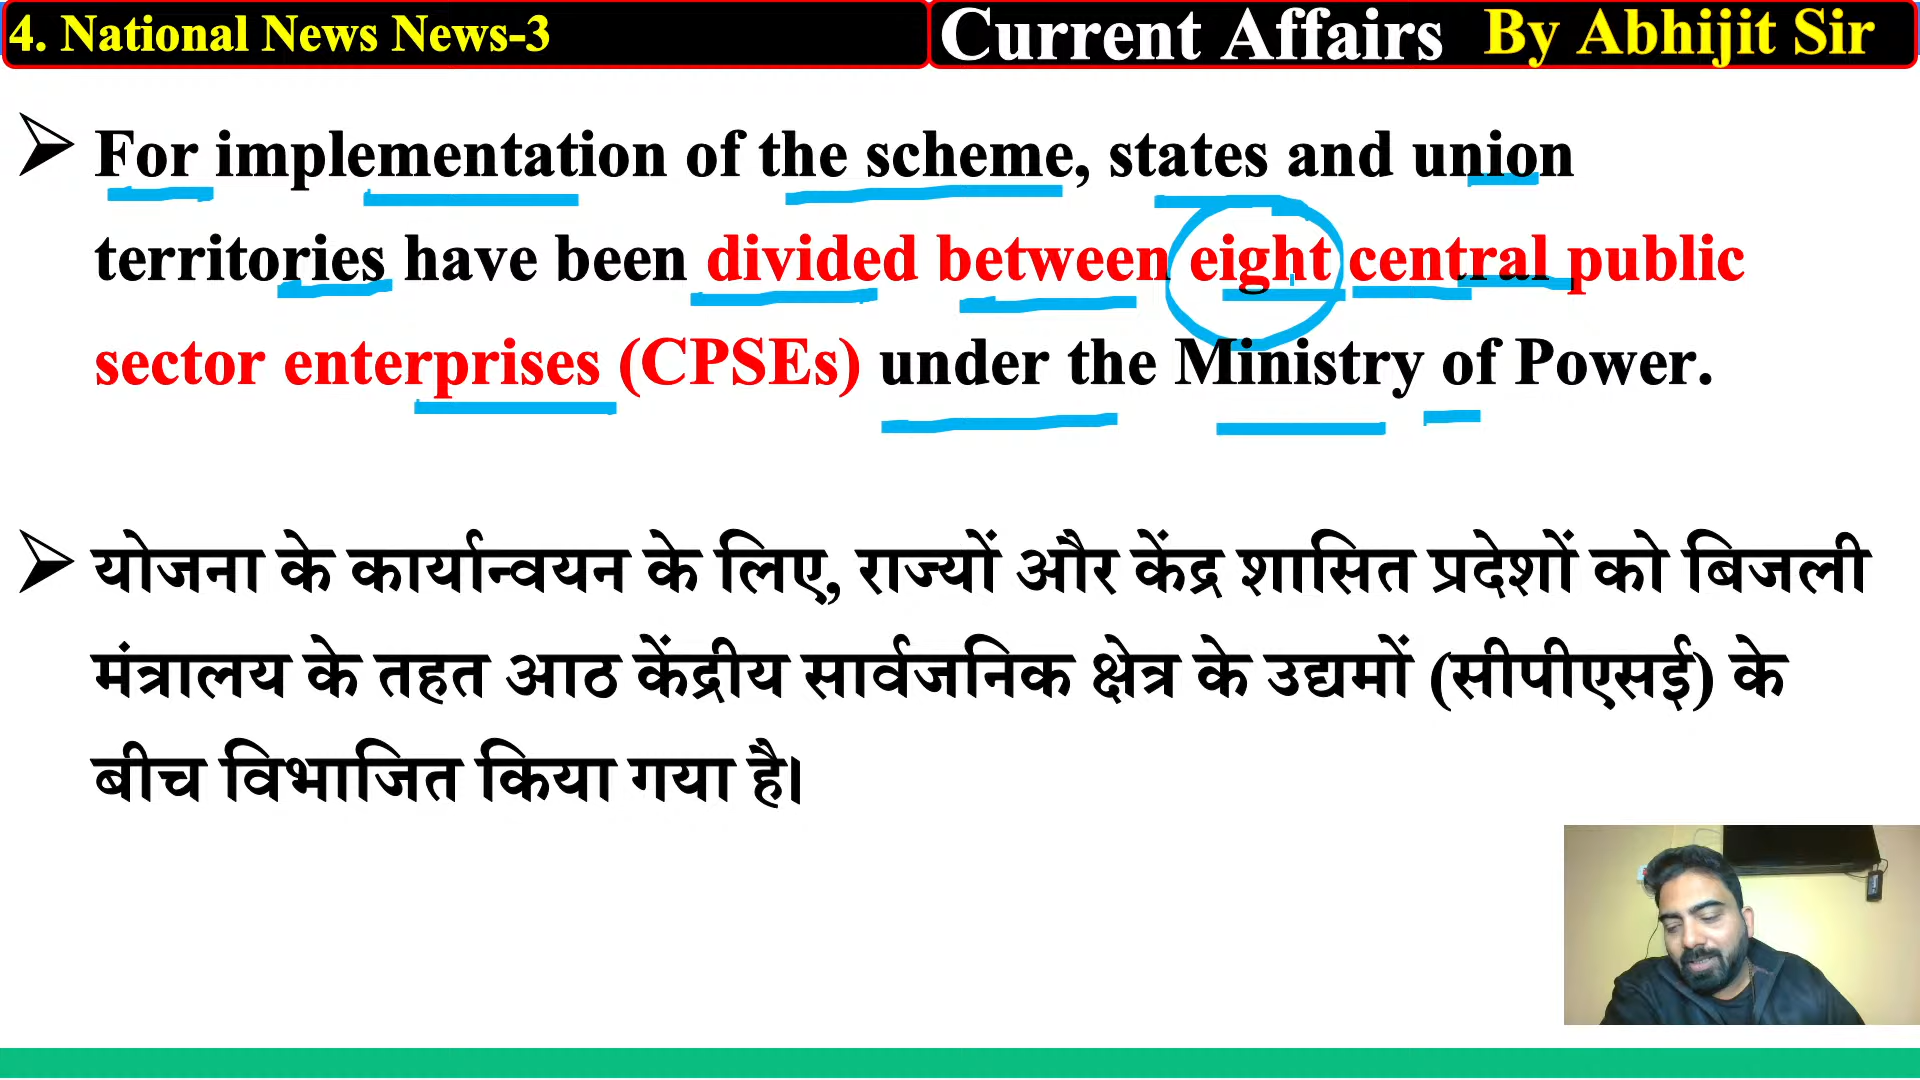 4. National News News-3
Current Affairs By Abhijit Sir
For implementation of the scheme, states and union
territories have been divided between eight central public
sector enterprises (CPSEs) under the Ministry of Power.
योजना के कार्यान्वयन के लिए, राज्यों और केंद्र शासित प्रदेशों को बिजली
मंत्रालय के तहत आठ केंद्रीय सार्वजनिक क्षेत्र के उद्यमों (सीपीएसई) के
बीच विभाजित किया गया है।